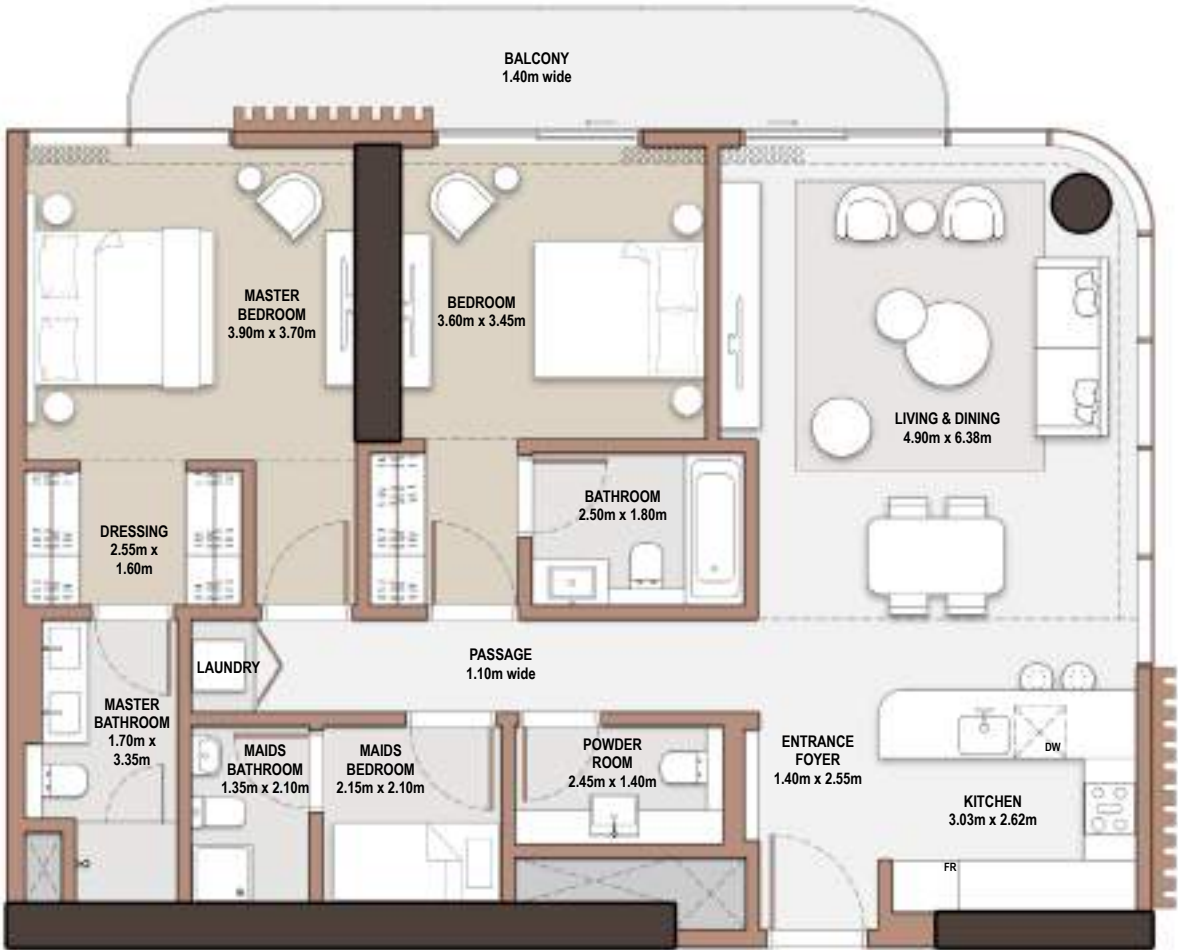 BALCONY
1.40m wide
MASTER
BEDROOM
3.90m x 3.70m
BEDROOM
3.60m x 3.45m
LIVING & DINING
4.90m x 6.38m
DRESSING
2.55m x
1.60m
BATHROOM
2.50m x 1.80m
LAUNDRY
PASSAGE
1.10m wide
MASTER
BATHROOM
1.70m x
3.35m
MAIDS
BATHROOM
1.35m x 2.10m
MAIDS
BEDROOM
2.15m x 2.10m
POWDER
ROOM
2.45m x 1.40m
ENTRANCE
FOYER
1.40m x 2.55m
DW
KITCHEN
3.03m x 2.62m
FR